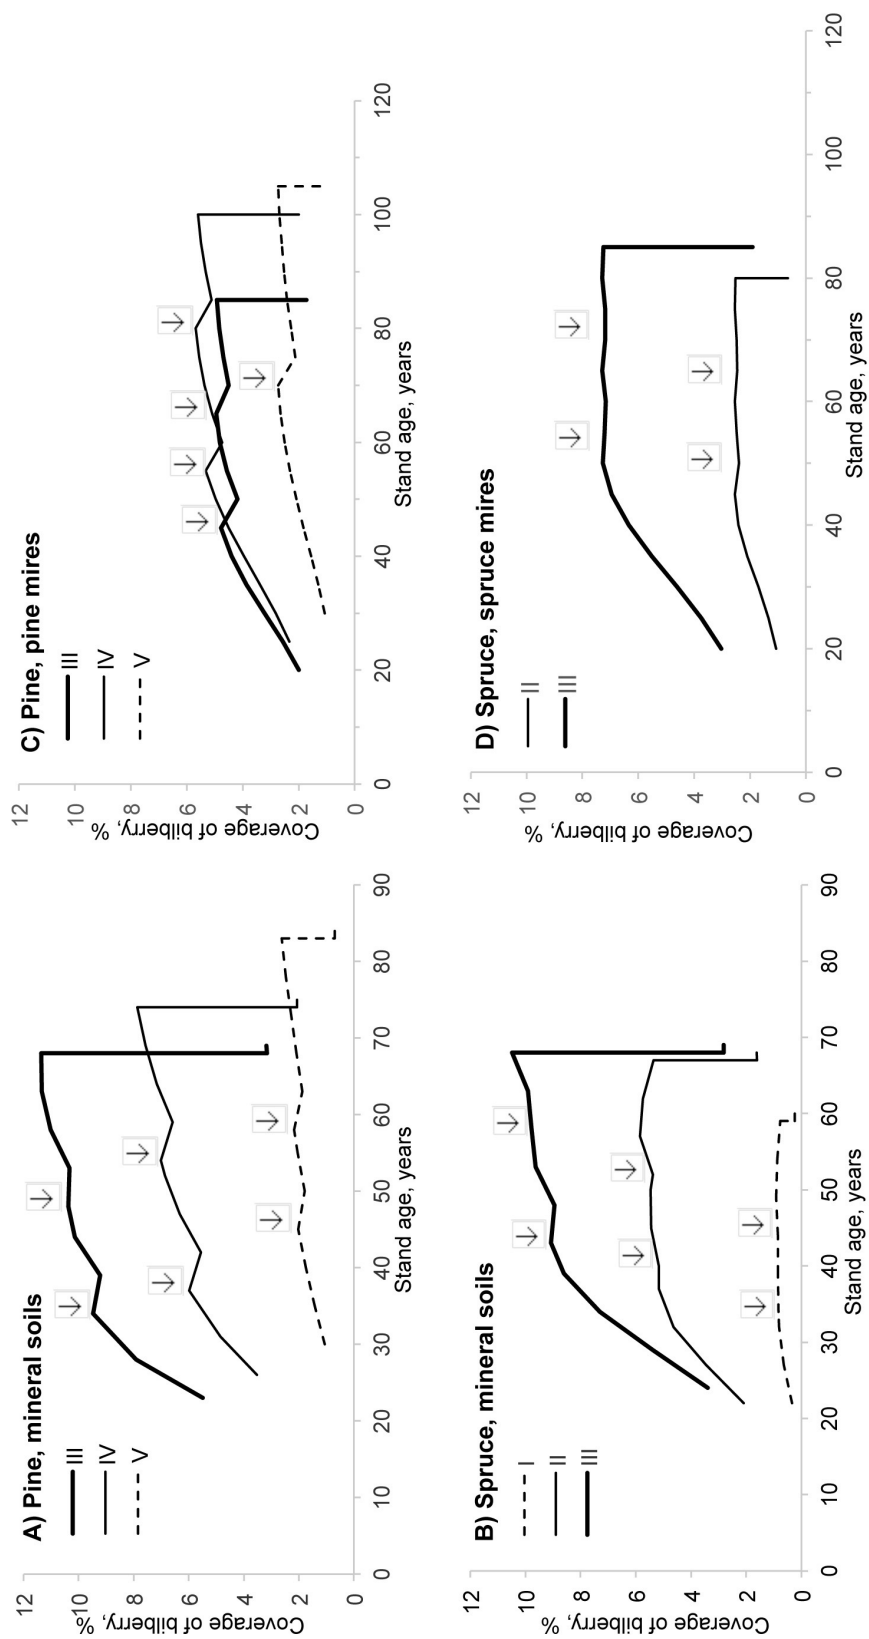 A) Pine, mineral soils
III
IV
V
Coverage of bilberry, %
12
10
8
6
4
2
0
0 10 20 30 40 50 60 70 80 90
Stand age, years
C) Pine, pine mires
III
IV
V
Coverage of bilberry, %
12
10
8
6
4
2
0
0 20 40 60 80 100 120
Stand age, years
B) Spruce, mineral soils
I
II
III
Coverage of bilberry, %
12
10
8
6
4
2
0
0 10 20 30 40 50 60 70 80 90
Stand age, years
D) Spruce, spruce mires
II
III
Coverage of bilberry, %
12
10
8
6
4
2
0
0 20 40 60 80 100 120
Stand age, years